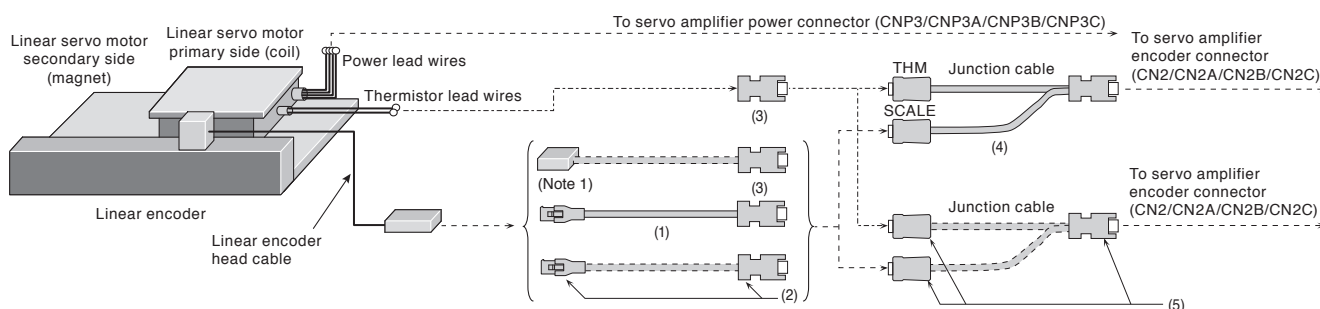 To servo amplifier power connector (CNP3/CNP3A/CNP3B/CNP3C)
Linear servo motor
secondary side
(magnet)
Linear servo motor
primary side (coil)
Power lead wires
Thermistor lead wires
To servo amplifier
encoder connector
(CN2/CN2A/CN2B/CN2C)
THM
Junction cable
(3)
SCALE
(4)
(Note 1)
(3)
(1)
(2)
Linear encoder
Linear encoder
head cable
To servo amplifier
encoder connector
(CN2/CN2A/CN2B/CN2C)
Junction cable
(5)